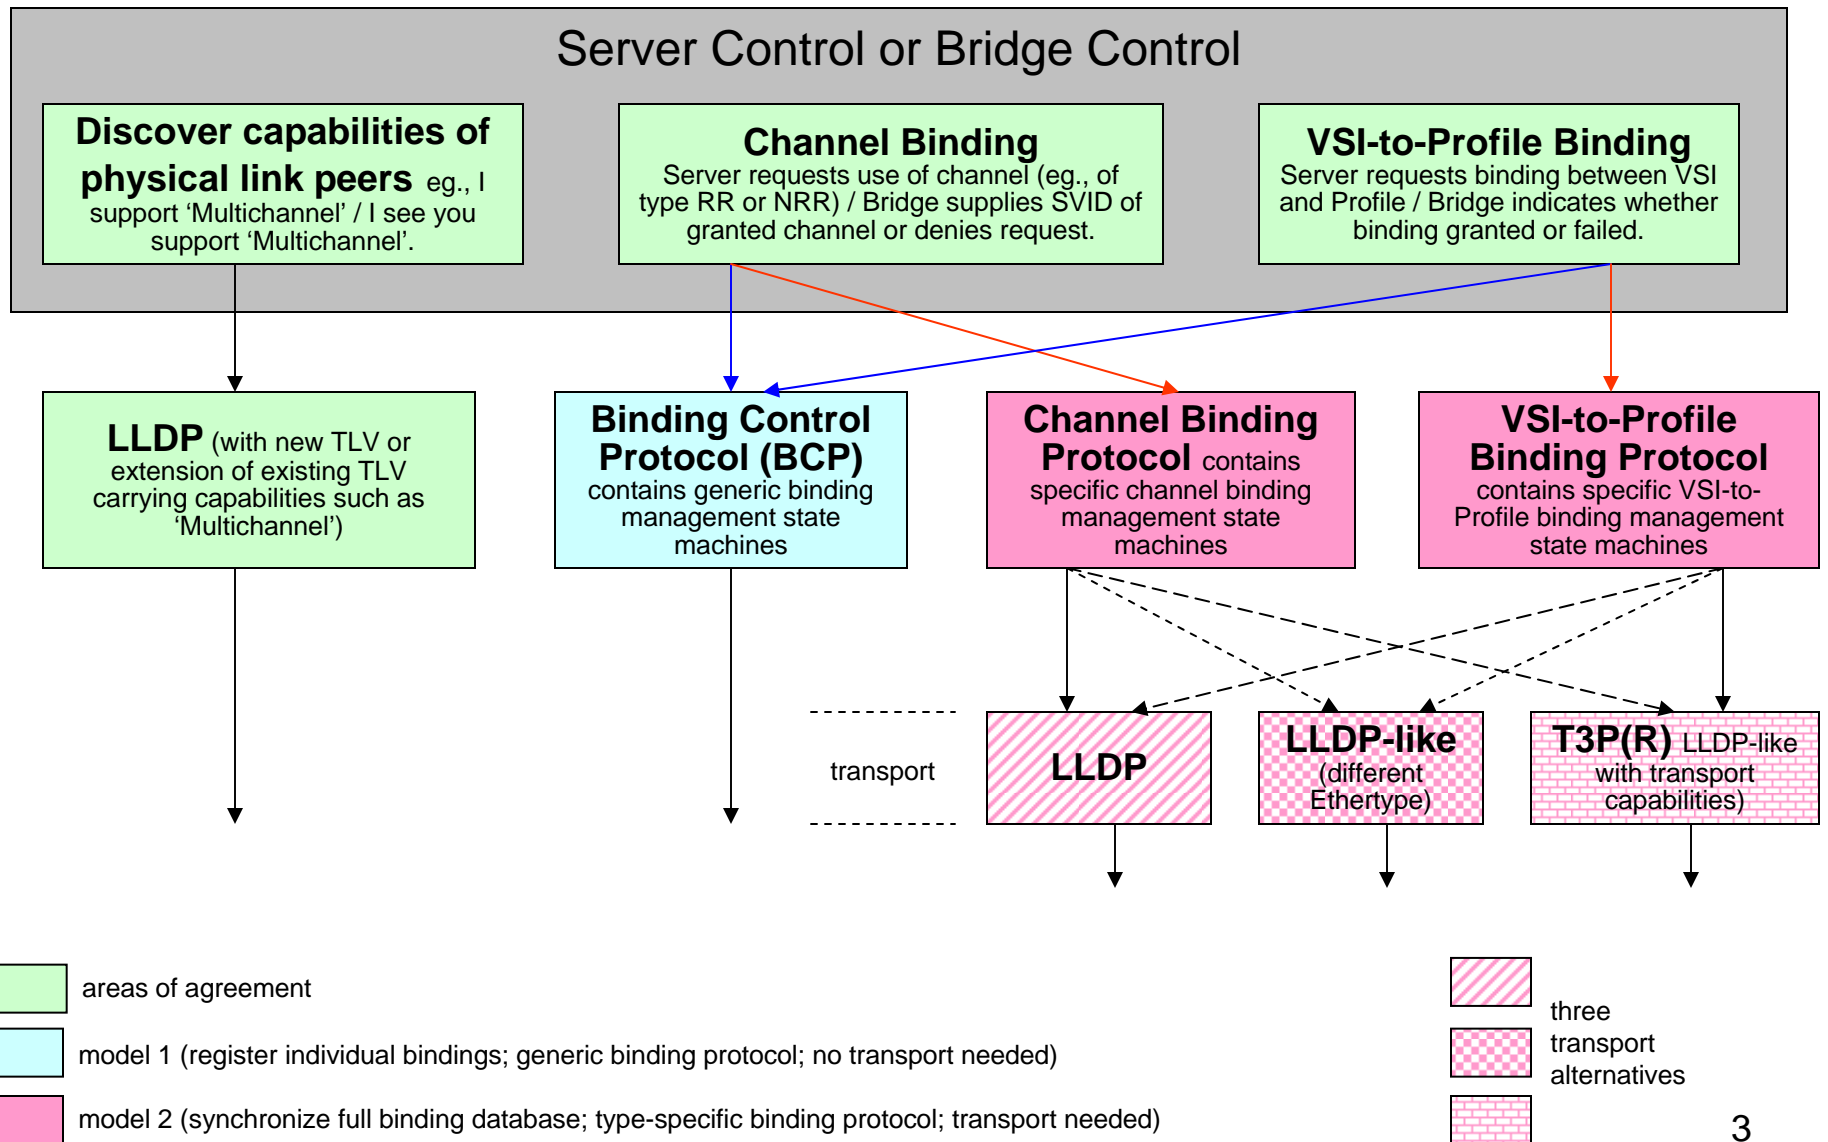 Server Control or Bridge Control
Discover capabilities of
physical link peers eg., I
support ‘Multichannel’ / I see you
support ‘Multichannel’.
Channel Binding
Server requests use of channel (eg., of
type RR or NRR) / Bridge supplies SVID of
granted channel or denies request.
VSI-to-Profile Binding
Server requests binding between VSI
and Profile / Bridge indicates whether
binding granted or failed.
LLDP (with new TLV or
extension of existing TLV
carrying capabilities such as
‘Multichannel’)
Binding Control
Protocol (BCP)
contains generic binding
management state
machines
Channel Binding
Protocol contains
specific channel binding
management state
machines
VSI-to-Profile
Binding Protocol
contains specific VSI-to-
Profile binding management
state machines
transport
LLDP
LLDP-like
(different
Ethertype)
T3P(R) LLDP-like
with transport
capabilities)
areas of agreement
model 1 (register individual bindings; generic binding protocol; no transport needed)
model 2 (synchronize full binding database; type-specific binding protocol; transport needed)
three
transport
alternatives
3